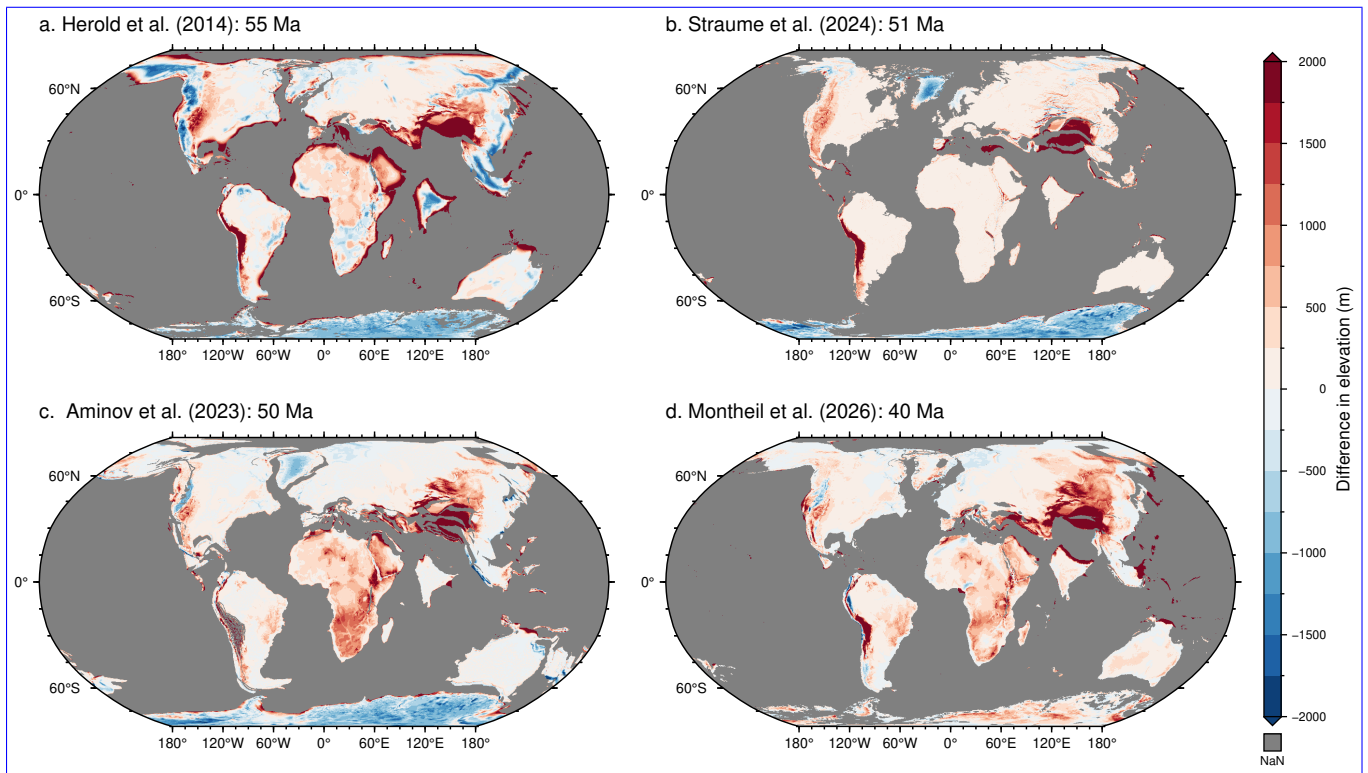 a. Herold et al. (2014): 55 Ma
60°N
0°
60°S
180° 120°W 60°W 0° 60°E 120°E 180°
b. Straume et al. (2024): 51 Ma
60°N
0°
60°S
180° 120°W 60°W 0° 60°E 120°E 180°
c. Aminov et al. (2023): 50 Ma
60°N
0°
60°S
180° 120°W 60°W 0° 60°E 120°E 180°
d. Montheil et al. (2026): 40 Ma
60°N
0°
60°S
180° 120°W 60°W 0° 60°E 120°E 180°
2000
1500
1000
500
0
−500
−1000
−1500
−2000
Difference in elevation (m)
NaN